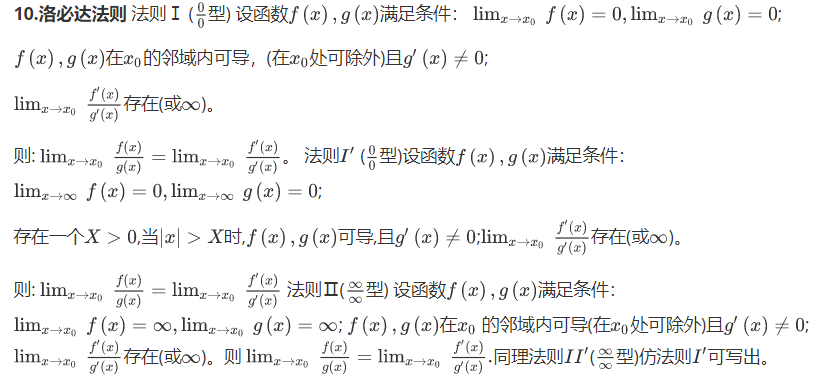 10.洛必达法则 法则Ⅰ ($\frac{0}{0}$型) 设函数$f(x),g(x)$满足条件： $\lim_{x\to x_0} f(x)=0,\lim_{x\to x_0} g(x)=0$;
$f(x),g(x)$在$x_0$的邻域内可导，(在$x_0$处可除外)且$g'(x)\neq 0$;
$\lim_{x\to x_0} \frac{f'(x)}{g'(x)}$存在(或$\infty$)。
则: $\lim_{x\to x_0} \frac{f(x)}{g(x)}=\lim_{x\to x_0} \frac{f'(x)}{g'(x)}$。 法则$I'$ ($\frac{0}{0}$型)设函数$f(x),g(x)$满足条件：
$\lim_{x\to\infty} f(x)=0,\lim_{x\to\infty} g(x)=0$;
存在一个$X>0$,当$|x|>X$时,$f(x),g(x)$可导,且$g'(x)\neq 0$;$\lim_{x\to x_0} \frac{f'(x)}{g'(x)}$存在(或$\infty$)。
则: $\lim_{x\to x_0} \frac{f(x)}{g(x)}=\lim_{x\to x_0} \frac{f'(x)}{g'(x)}$ 法则Ⅱ($\frac{\infty}{\infty}$型) 设函数$f(x),g(x)$满足条件：
$\lim_{x\to x_0} f(x)=\infty,\lim_{x\to x_0} g(x)=\infty$; $f(x),g(x)$在$x_0$ 的邻域内可导(在$x_0$处可除外)且$g'(x)\neq 0$;
$\lim_{x\to x_0} \frac{f'(x)}{g'(x)}$存在(或$\infty$)。则 $\lim_{x\to x_0} \frac{f(x)}{g(x)}=\lim_{x\to x_0} \frac{f'(x)}{g'(x)}$.同理法则$II'$($\frac{\infty}{\infty}$型)仿法则$I'$可写出。